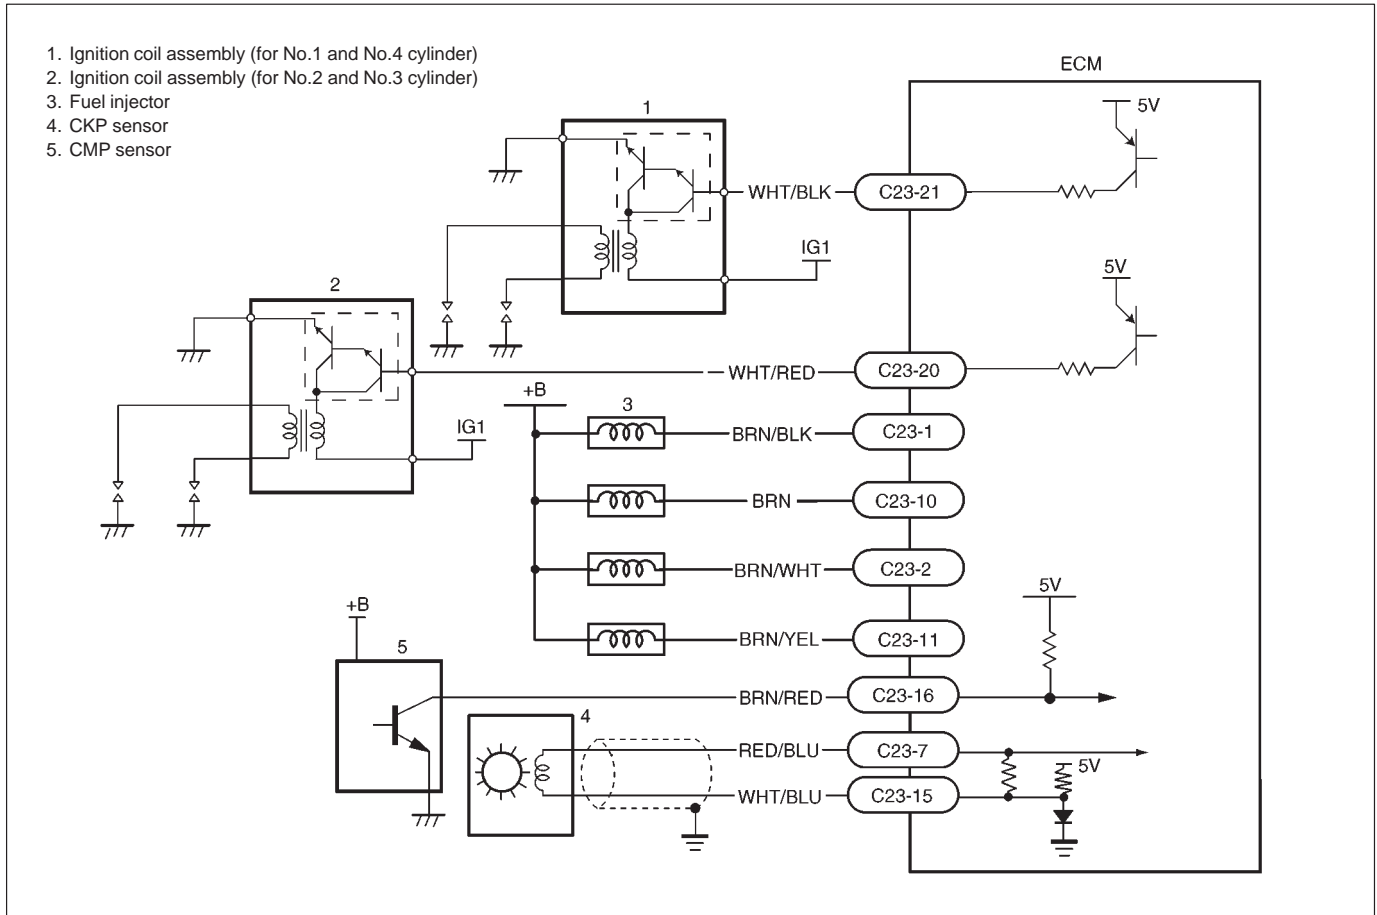 1. Ignition coil assembly (for No.1 and No.4 cylinder)
2. Ignition coil assembly (for No.2 and No.3 cylinder)
3. Fuel injector
4. CKP sensor
5. CMP sensor
ECM
5V
1
WHT/BLK
C23-21
IG1
5V
2
WHT/RED
C23-20
+B
3
IG1
BRN/BLK
C23-1
BRN
C23-10
BRN/WHT
C23-2
5V
+B
5
BRN/YEL
C23-11
BRN/RED
C23-16
4
RED/BLU
C23-7
5V
WHT/BLU
C23-15